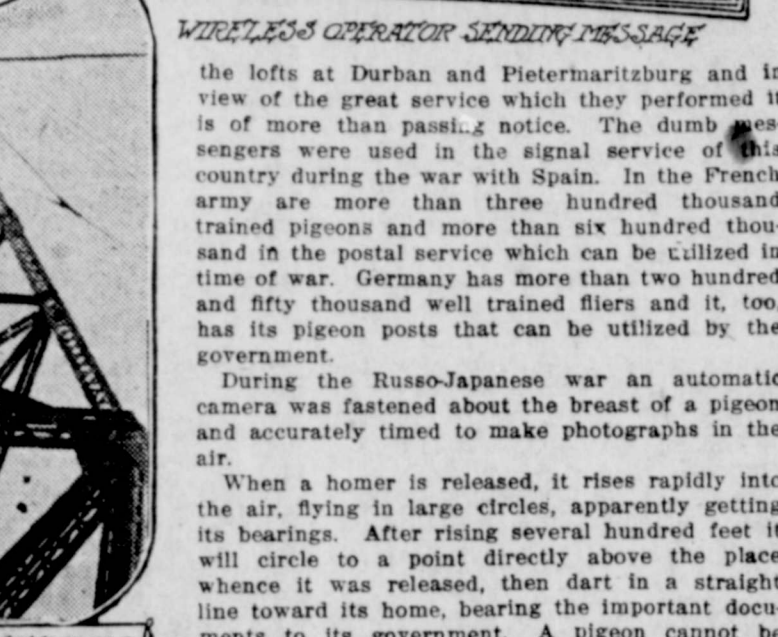 WIRELESS OPERATOR SENDING MESSAGE
the lofts at Durban and Pietermaritzburg and in
view of the great service which they performed it
is of more than passing notice. The dumb mes-
sengers were used in the signal service of this
country during the war with Spain. In the French
army are more than three hundred thousand
trained pigeons and more than six hundred thou-
sand in the postal service which can be utilized in
time of war. Germany has more than two hundred
and fifty thousand well trained fliers and it, too,
has its pigeon posts that can be utilized by the
government.
During the Russo-Japanese war an automatic
camera was fastened about the breast of a pigeon
and accurately timed to make photographs in the
air.
When a homer is released, it rises rapidly into
the air, flying in large circles, apparently getting
its bearings. After rising several hundred feet it
will circle to a point directly above the place
whence it was released, then dart in a straight
line toward its home, bearing the important docu-
ments to its government. A pigeon cannot be